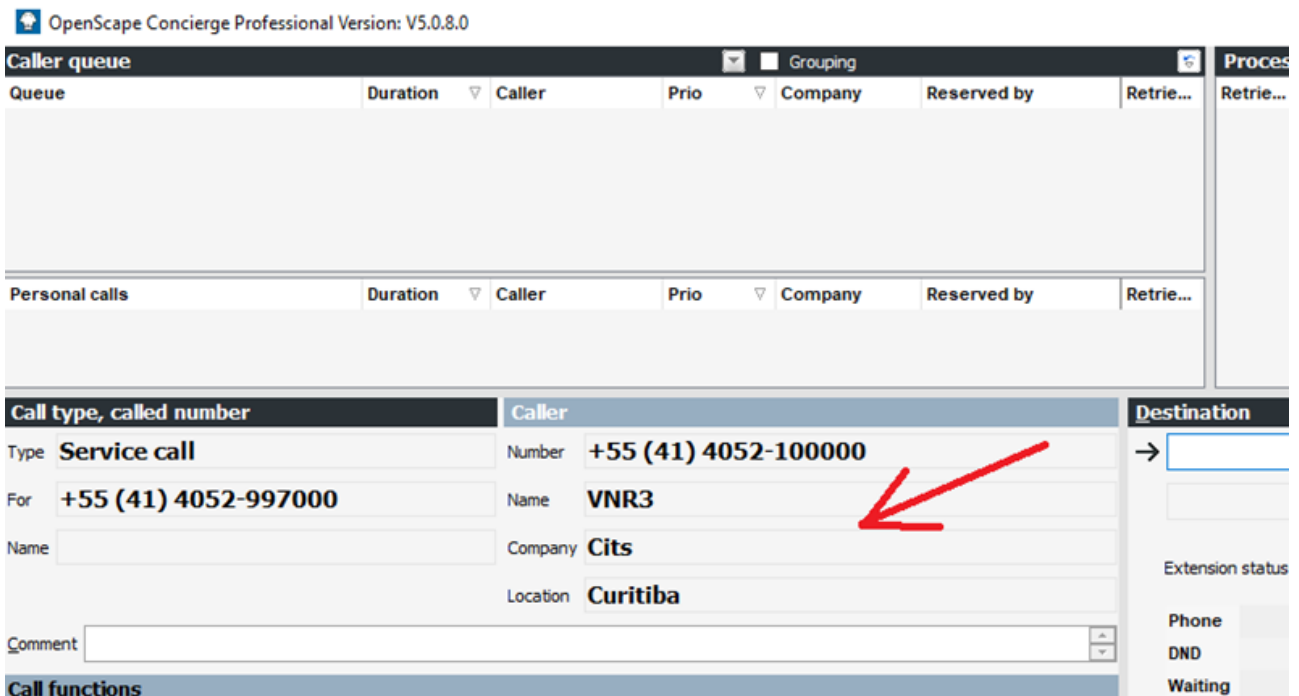 OpenScape Concierge Professional Version: V5.0.8.0
Caller queue Grouping Proces
Queue Duration Caller Prio Company Reserved by Retrie... Retrie...
Personal calls Duration Caller Prio Company Reserved by Retrie...
Call type, called number Caller Destination
Type Service call Number +55 (41) 4052-100000
For +55 (41) 4052-997000 Name VNR3
Name Company Cits
Extension status
Location Curitiba
Phone
Comment
DND
Call functions Waiting